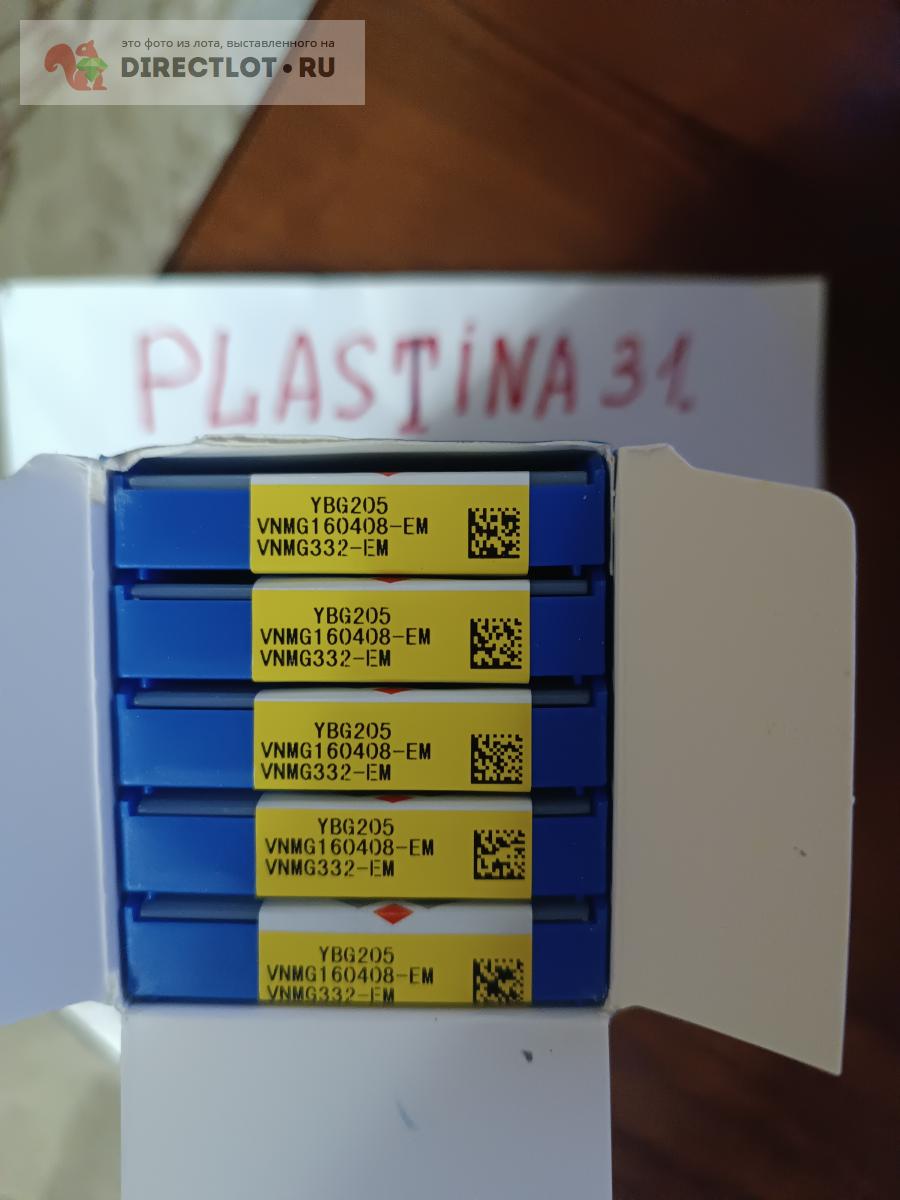 это фото из лота, выставленного на
DIRECTLOT.RU
PLASTINA 31.
YBG205
VNMG160408-EM
VNMG332-EM
YBG205
VNMG160408-EM
VNMG332-EM
YBG205
VNMG160408-EM
VNMG332-EM
YBG205
VNMG160408-EM
VNMG332-EM
YBG205
VNMG160408-EM
VNMG332-EM